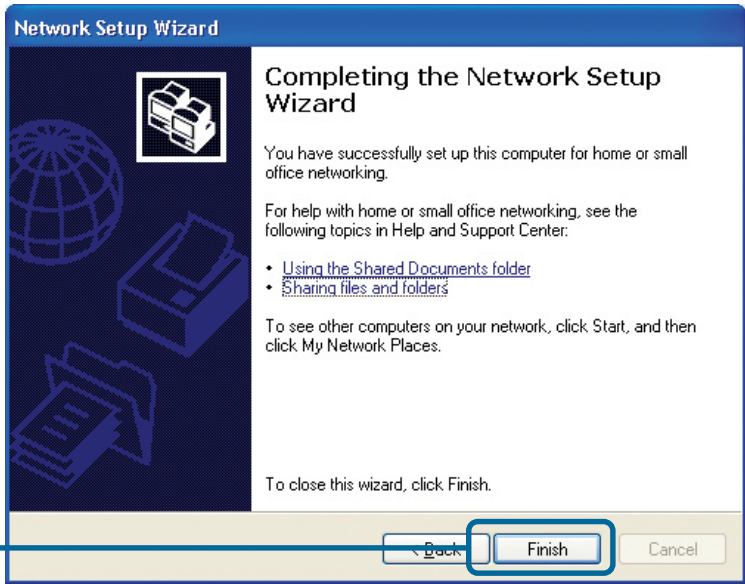 Network Setup Wizard
Completing the Network Setup
Wizard
You have successfully set up this computer for home or small
office networking.
For help with home or small office networking, see the
following topics in Help and Support Center:
• Using the Shared Documents folder
• Sharing files and folders
To see other computers on your network, click Start, and then
click My Network Places.
To close this wizard, click Finish.
< Back
Finish
Cancel